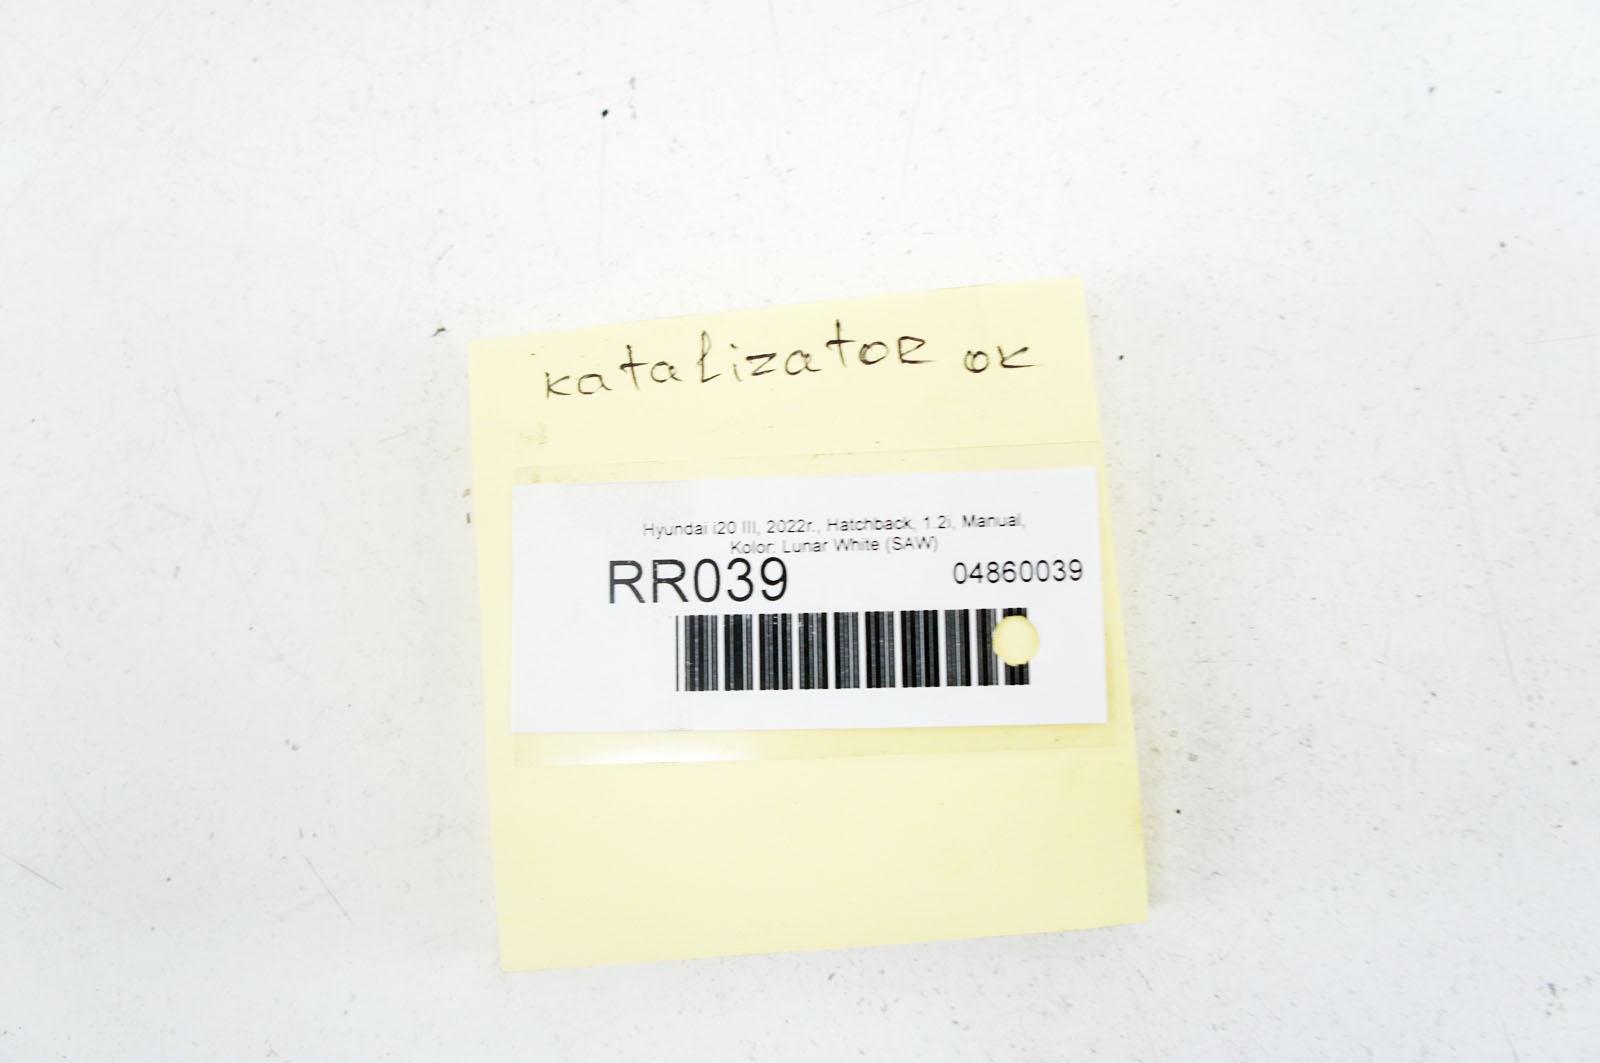 katalizator ok
Hyundai i20 III, 2022r., Hatchback, 1.2i, Manual,
Kolor: Lunar White (SAW)
RR039 04860039